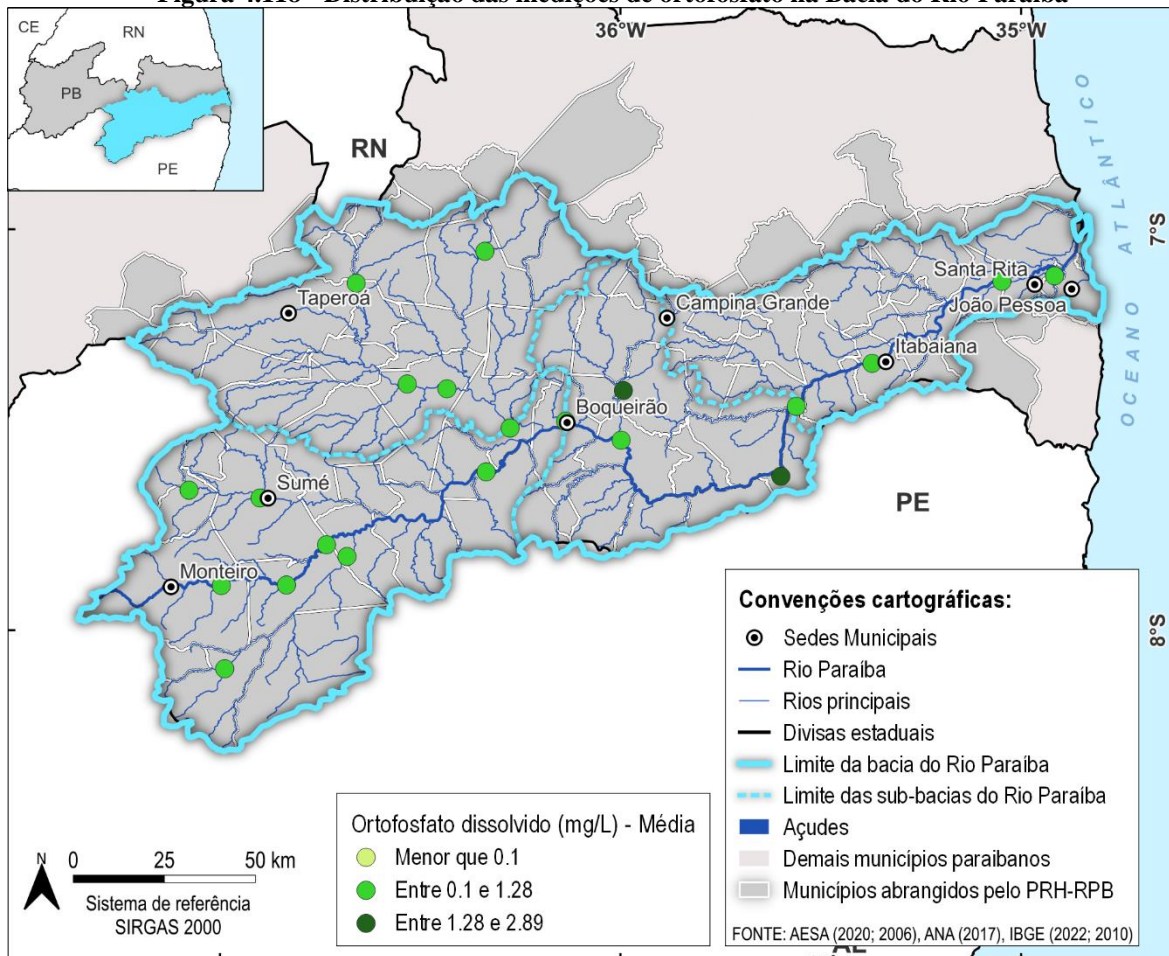 Figura 4.118 - Distribuição das medições de ortofosfato na Bacia do Rio Paraíba
36°W
35°W
CE
RN
PB
PE
RN
OCEANO ATLÂNTICO
7°S
Taperoá
Campina Grande
Santa Rita
João Pessoa
Itabaiana
Boqueirão
Sumé
PE
Monteiro
8°S
Convenções cartográficas:
Sedes Municipais
Rio Paraíba
Rios principais
Divisas estaduais
Limite da bacia do Rio Paraíba
Limite das sub-bacias do Rio Paraíba
Açudes
Demais municípios paraibanos
Municípios abrangidos pelo PRH-RPB
FONTE: AESA (2020; 2006), ANA (2017), IBGE (2022; 2010)
Ortofosfato dissolvido (mg/L) - Média
Menor que 0.1
Entre 0.1 e 1.28
Entre 1.28 e 2.89
N
0 25 50 km
Sistema de referência
SIRGAS 2000